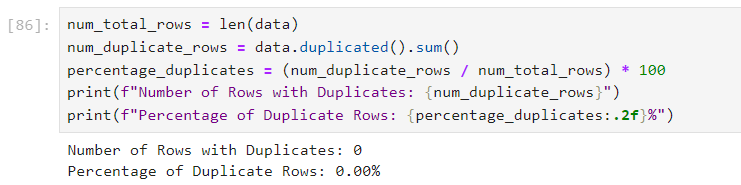 [86]: num_total_rows = len(data)
num_duplicate_rows = data.duplicated().sum()
percentage_duplicates = (num_duplicate_rows / num_total_rows) * 100
print(f"Number of Rows with Duplicates: {num_duplicate_rows}")
print(f"Percentage of Duplicate Rows: {percentage_duplicates:.2f}%")
Number of Rows with Duplicates: 0
Percentage of Duplicate Rows: 0.00%